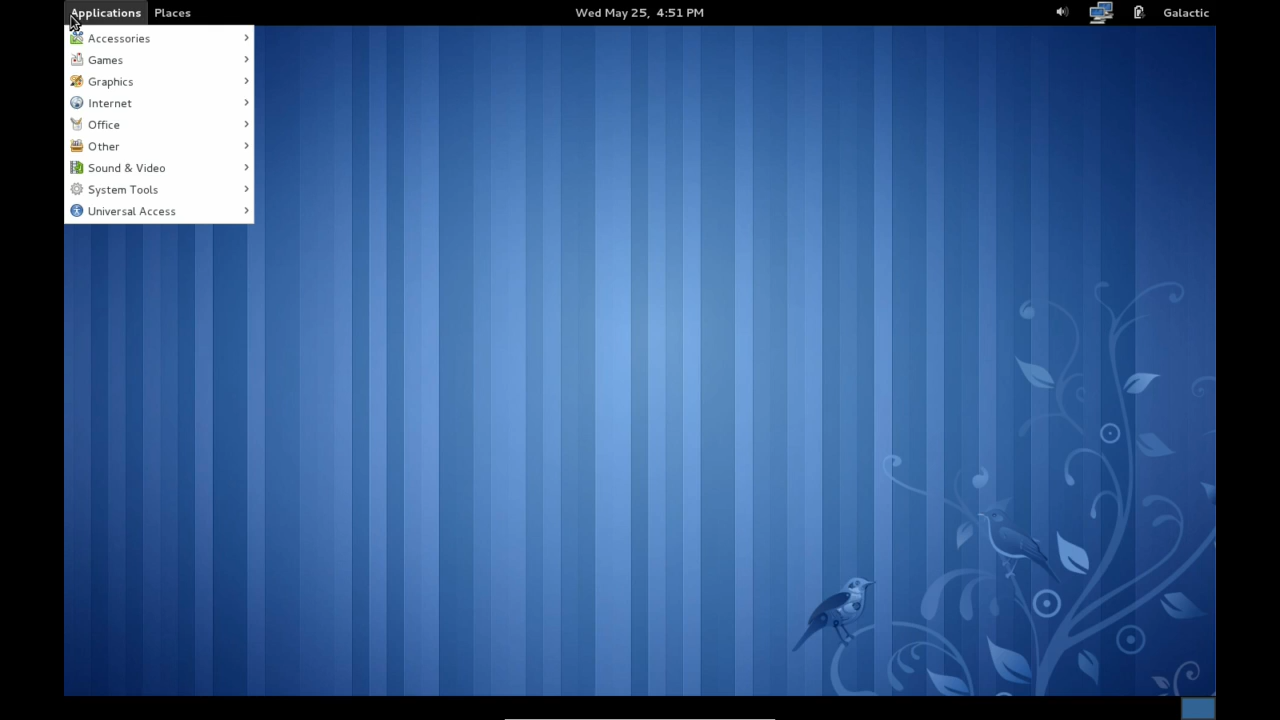 Applications Places Wed May 25, 4:51 PM Galactic
Accessories
Games
Graphics
Internet
Office
Other
Sound & Video
System Tools
Universal Access